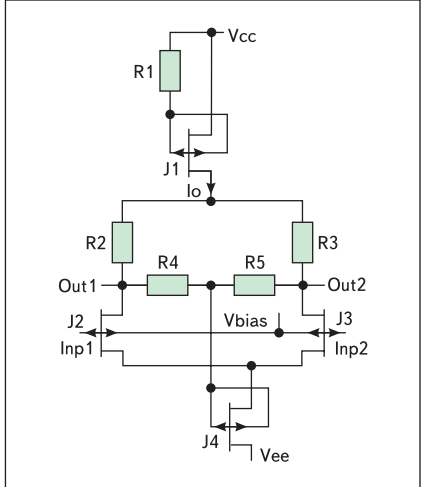 Vcc
R1
J1
Io
R2
R3
R4
R5
Out1
Out2
J2
Vbias
J3
Inp1
Inp2
J4
Vee